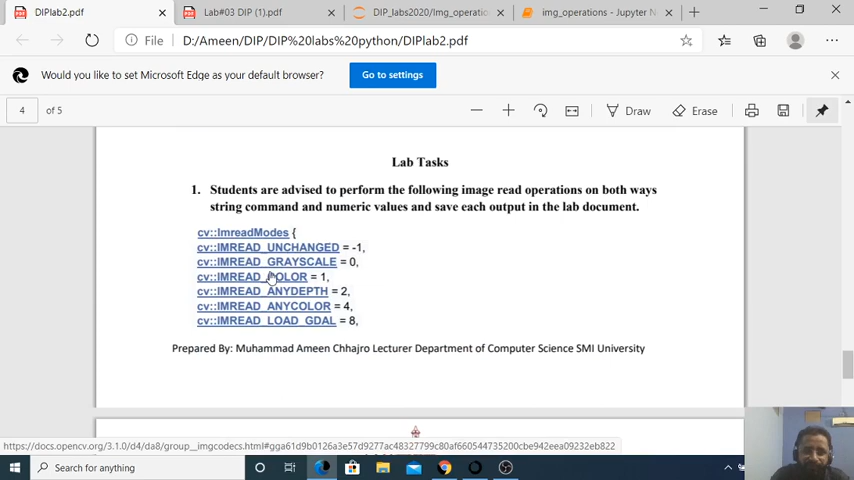 DIPlab2.pdf
Lab#03 DIP (1).pdf
DIP_labs2020/Img_operatio
img_operations - Jupyter N
File
D:/Ameen/DIP/DIP%20labs%20python/DIPlab2.pdf
Would you like to set Microsoft Edge as your default browser?
Go to settings
4
of 5
Draw
Erase
Lab Tasks
1. Students are advised to perform the following image read operations on both ways
string command and numeric values and save each output in the lab document.
cv::ImreadModes {
cv::IMREAD_UNCHANGED = -1,
cv::IMREAD_GRAYSCALE = 0,
cv::IMREAD_COLOR = 1,
cv::IMREAD_ANYDEPTH = 2,
cv::IMREAD_ANYCOLOR = 4,
cv::IMREAD_LOAD_GDAL = 8,
Prepared By: Muhammad Ameen Chhajro Lecturer Department of Computer Science SMI University
https://docs.opencv.org/3.1.0/d4/da8/group__imgcodecs.html#gga61d9b0126a3e57d9277ac48327799c80af660544735200cbe942eea09232eb822
Search for anything